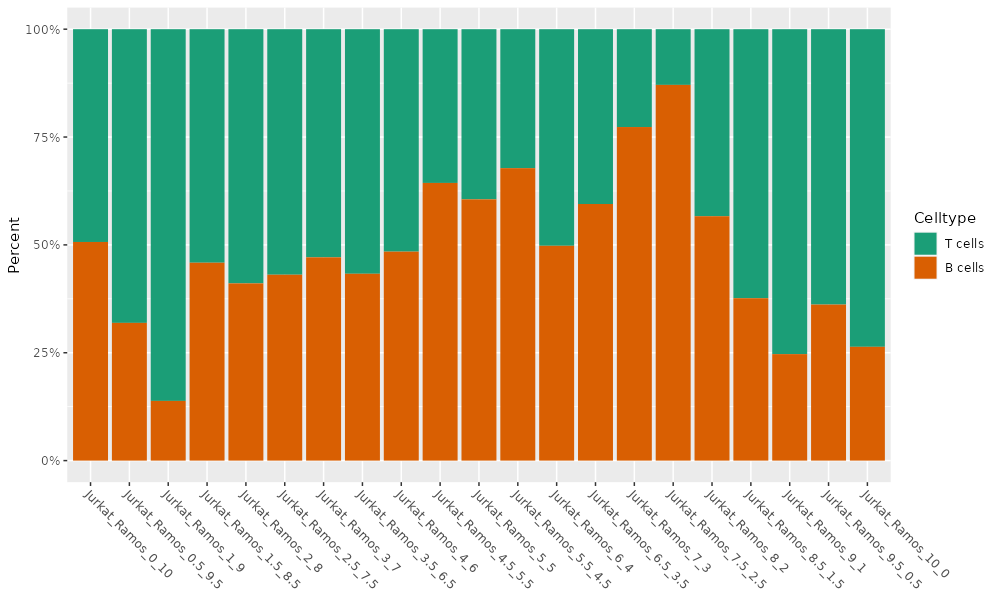 100%
75%
50%
25%
0%
Percent
Celltype
T cells
B cells
Jurkat_Ramos_0_10
Jurkat_Ramos_0.5_9.5
Jurkat_Ramos_1_9
Jurkat_Ramos_1.5_8.5
Jurkat_Ramos_2_8
Jurkat_Ramos_2.5_7.5
Jurkat_Ramos_3_7
Jurkat_Ramos_3.5_6.5
Jurkat_Ramos_4_6
Jurkat_Ramos_4.5_5.5
Jurkat_Ramos_5_5
Jurkat_Ramos_5.5_4.5
Jurkat_Ramos_6_4
Jurkat_Ramos_6.5_3.5
Jurkat_Ramos_7_3
Jurkat_Ramos_7.5_2.5
Jurkat_Ramos_8_2
Jurkat_Ramos_8.5_1.5
Jurkat_Ramos_9_1
Jurkat_Ramos_9.5_0.5
Jurkat_Ramos_10_0